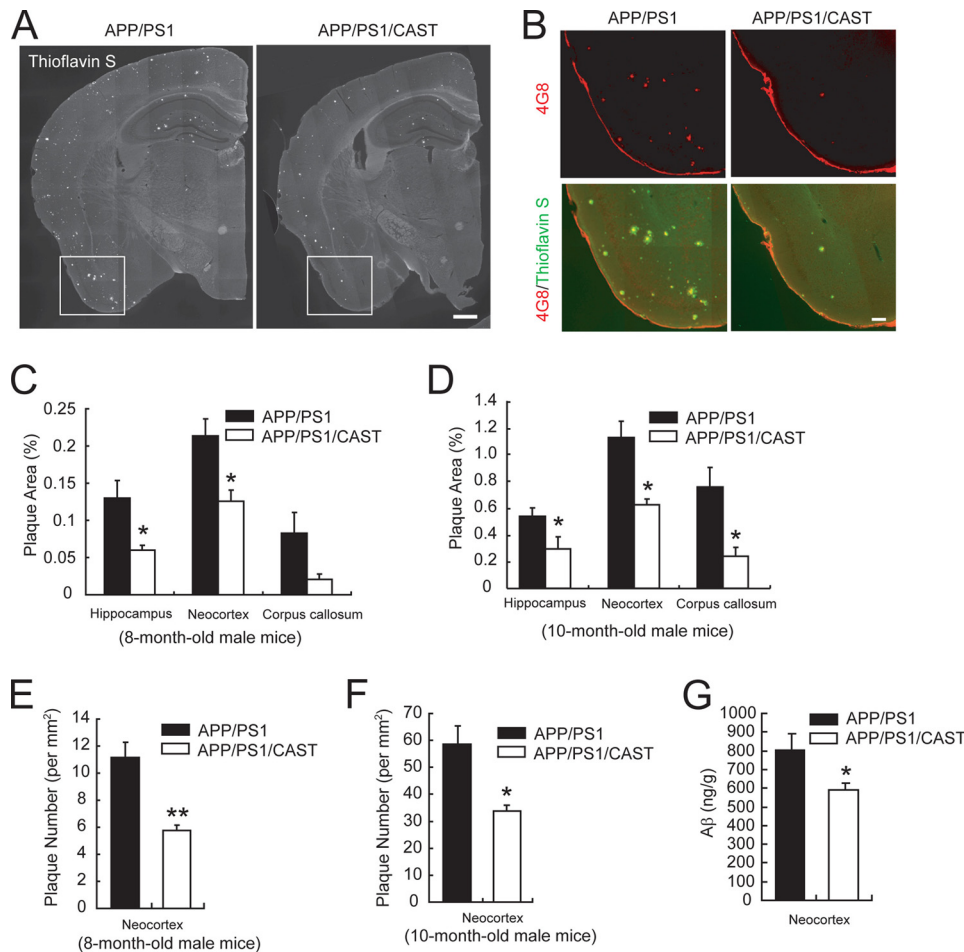 A
APP/PS1
APP/PS1/CAST
Thioflavin S
B
APP/PS1
APP/PS1/CAST
4G8
4G8/Thioflavin S
C
Plaque Area (%)
0.25
0.2
0.15
0.1
0.05
0
APP/PS1
APP/PS1/CAST
*
*
Hippocampus
Neocortex
Corpus callosum
(8-month-old male mice)
D
Plaque Area (%)
1.4
1.2
1.0
0.8
0.6
0.4
0.2
0
APP/PS1
APP/PS1/CAST
*
*
*
Hippocampus
Neocortex
Corpus callosum
(10-month-old male mice)
E
Plaque Number (per mm²)
14
12
10
8
6
4
2
0
APP/PS1
APP/PS1/CAST
**
Neocortex
(8-month-old male mice)
F
Plaque Number (per mm²)
70
60
50
40
30
20
10
0
APP/PS1
APP/PS1/CAST
*
Neocortex
(10-month-old male mice)
G
Aβ (ng/g)
1000
900
800
700
600
500
400
300
200
100
0
APP/PS1
APP/PS1/CAST
*
Neocortex